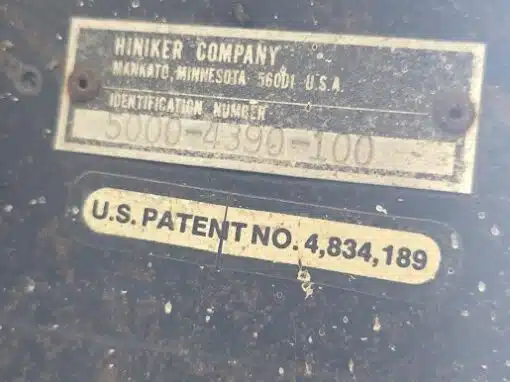 HINIKER COMPANY
MANKATO, MINNESOTA 56001 U.S.A.
IDENTIFICATION NUMBER
5000-4390-100
U.S. PATENT NO. 4,834,189